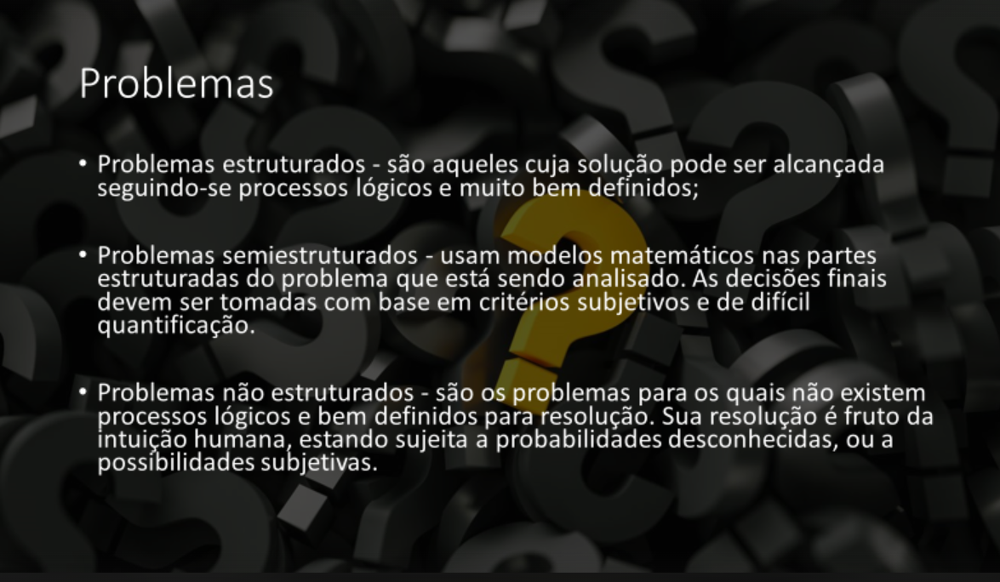 Problemas
• Problemas estruturados - são aqueles cuja solução pode ser alcançada
seguindo-se processos lógicos e muito bem definidos;
• Problemas semiestruturados - usam modelos matemáticos nas partes
estruturadas do problema que está sendo analisado. As decisões finais
devem ser tomadas com base em critérios subjetivos e de difícil
quantificação.
• Problemas não estruturados - são os problemas para os quais não existem
processos lógicos e bem definidos para resolução. Sua resolução é fruto da
intuição humana, estando sujeita a probabilidades desconhecidas, ou a
possibilidades subjetivas.